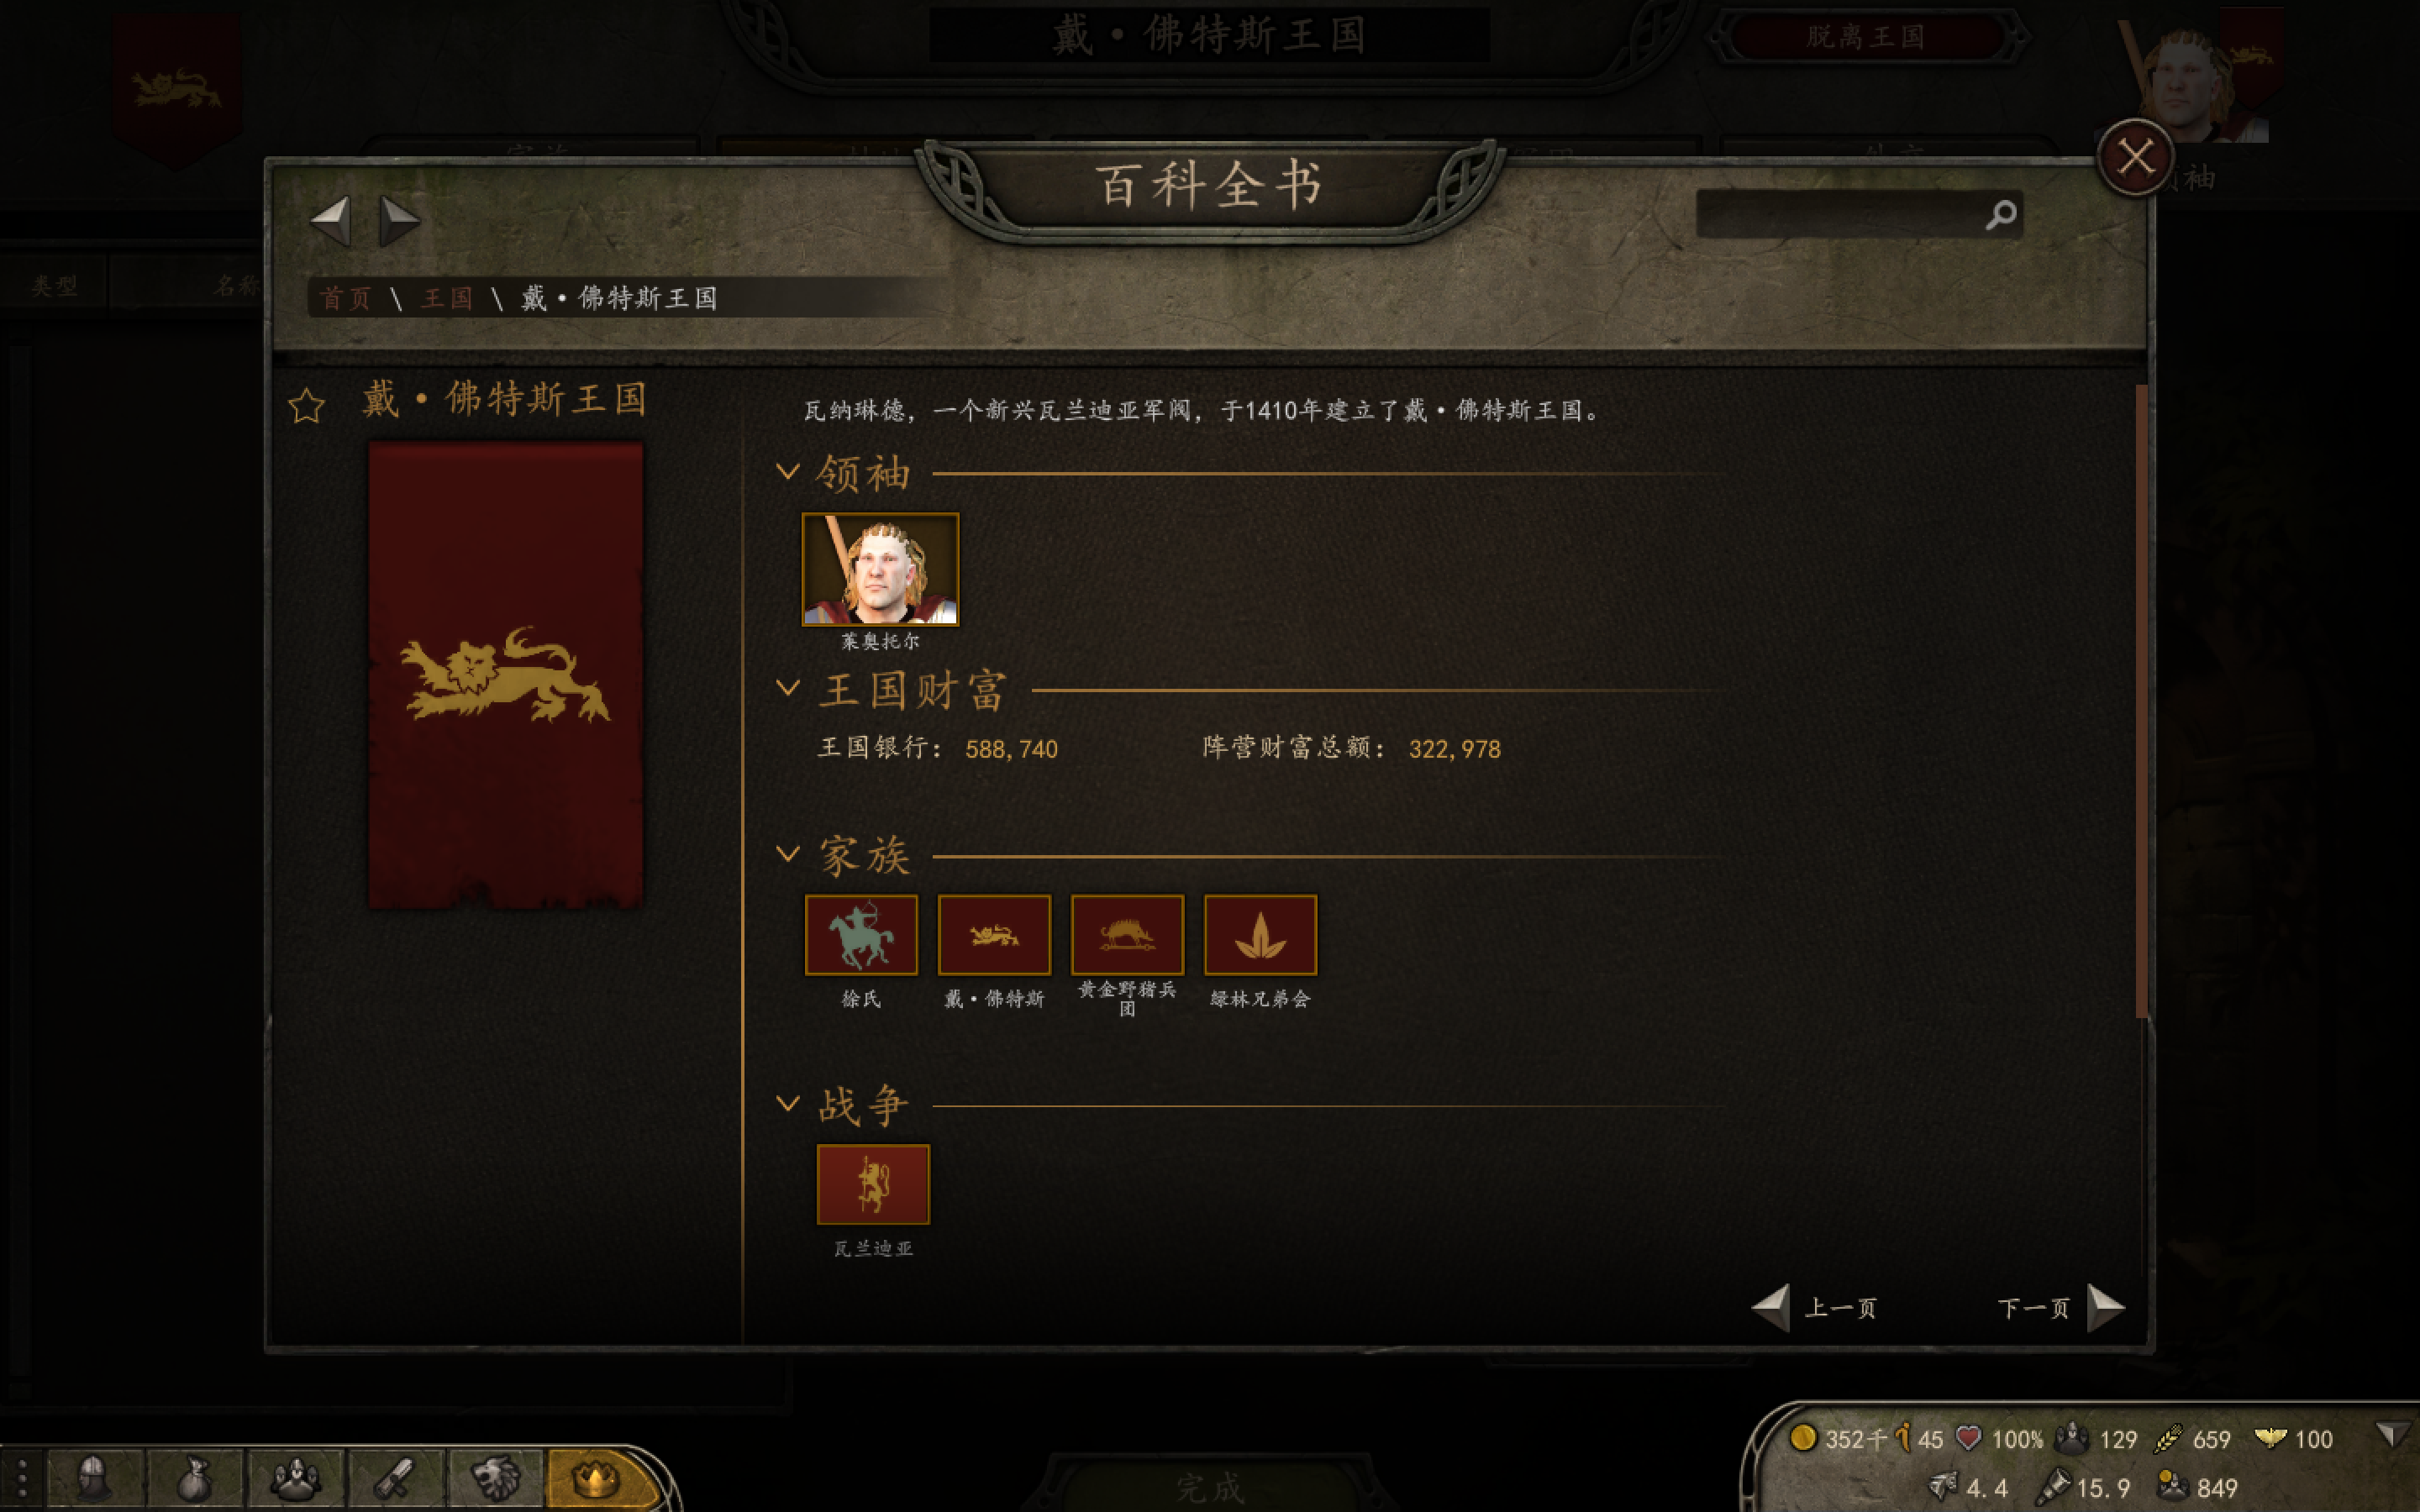 戴·佛特斯王国
脱离王国
领袖
百科全书
类型
名称
首页 \ 王国 \ 戴·佛特斯王国
戴·佛特斯王国
瓦纳琳德，一个新兴瓦兰迪亚军阀，于1410年建立了戴·佛特斯王国。
领袖
莱奥托尔
王国财富
王国银行： 588,740
阵营财富总额： 322,978
家族
徐氏
戴·佛特斯
黄金野猪兵
团
绿林兄弟会
战争
瓦兰迪亚
上一页
下一页
完成
352千 45 100% 129 659 100
4.4 15.9 849